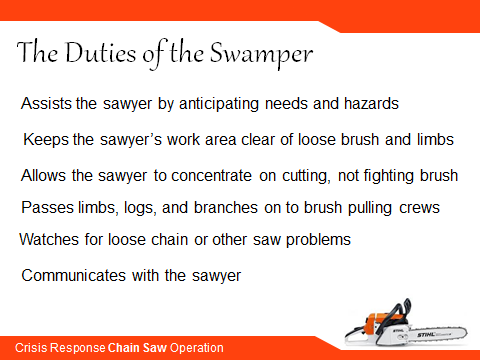 The Duties of the Swamper
Assists the sawyer by anticipating needs and hazards
Keeps the sawyer's work area clear of loose brush and limbs
Allows the sawyer to concentrate on cutting, not fighting brush
Passes limbs, logs, and branches on to brush pulling crews
Watches for loose chain or other saw problems
Communicates with the sawyer
STIHL
Crisis Response Chain Saw Operation